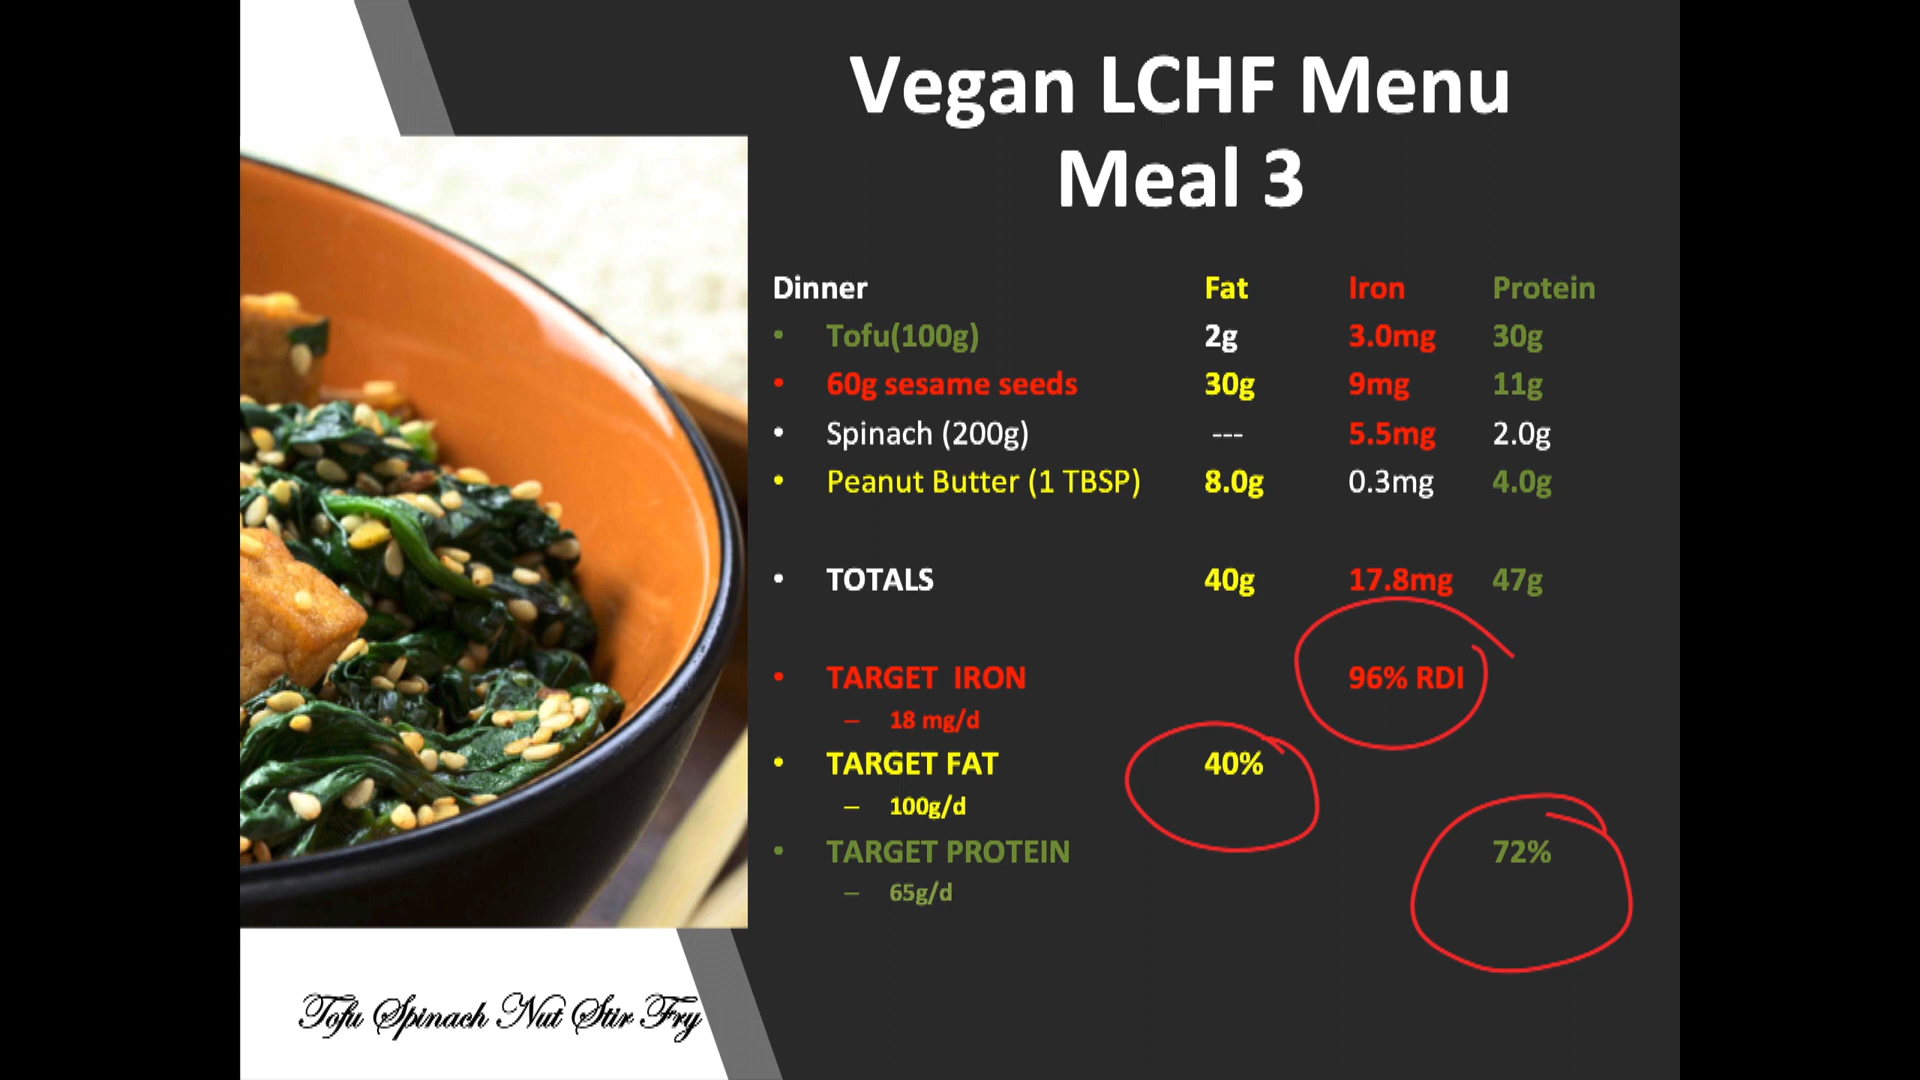 Vegan LCHF Menu
Meal 3
Dinner Fat Iron Protein
• Tofu(100g) 2g 3.0mg 30g
• 60g sesame seeds 30g 9mg 11g
• Spinach (200g) --- 5.5mg 2.0g
• Peanut Butter (1 TBSP) 8.0g 0.3mg 4.0g
• TOTALS 40g 17.8mg 47g
• TARGET IRON 96% RDI
– 18 mg/d
• TARGET FAT 40%
– 100g/d
• TARGET PROTEIN 72%
– 65g/d
Tofu Spinach Nut Stir Fry